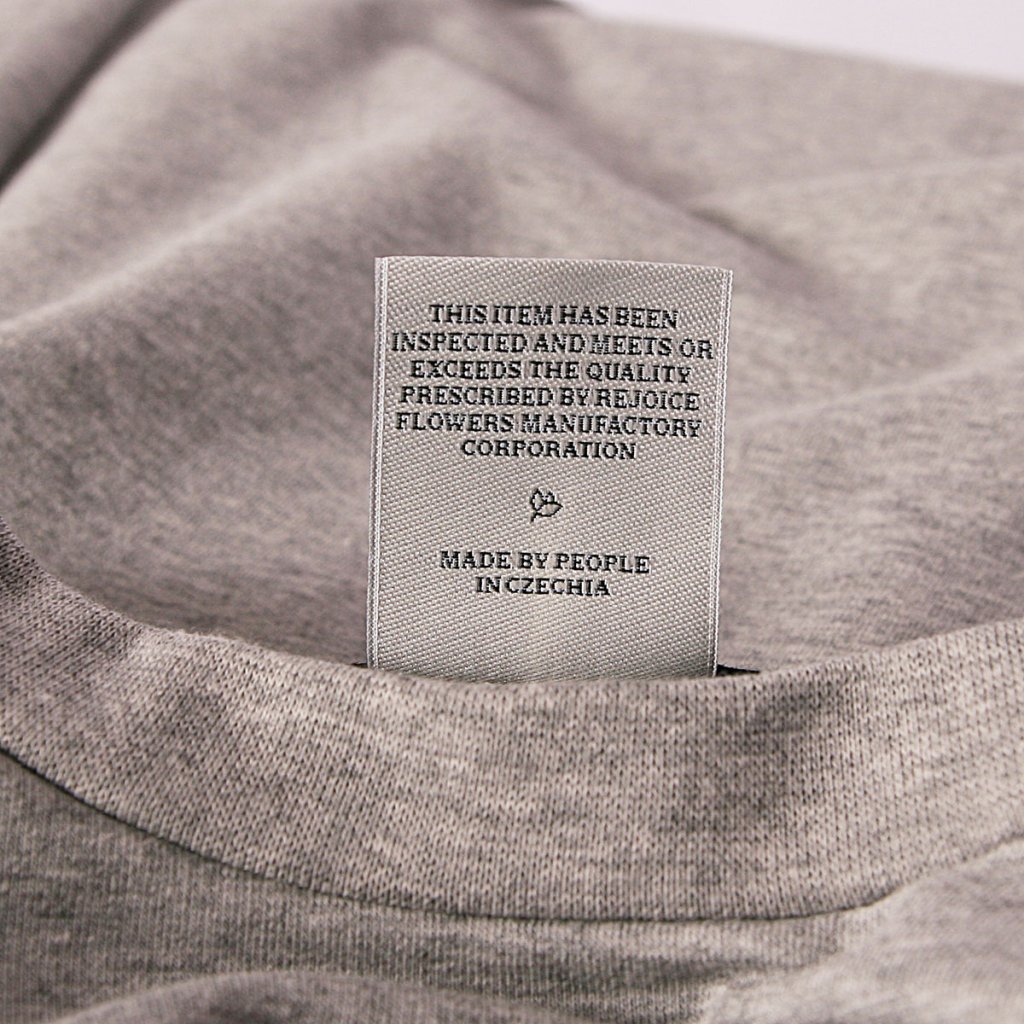 THIS ITEM HAS BEEN
INSPECTED AND MEETS OR
EXCEEDS THE QUALITY
PRESCRIBED BY REJOICE
FLOWERS MANUFACTORY
CORPORATION
MADE BY PEOPLE
IN CZECHIA